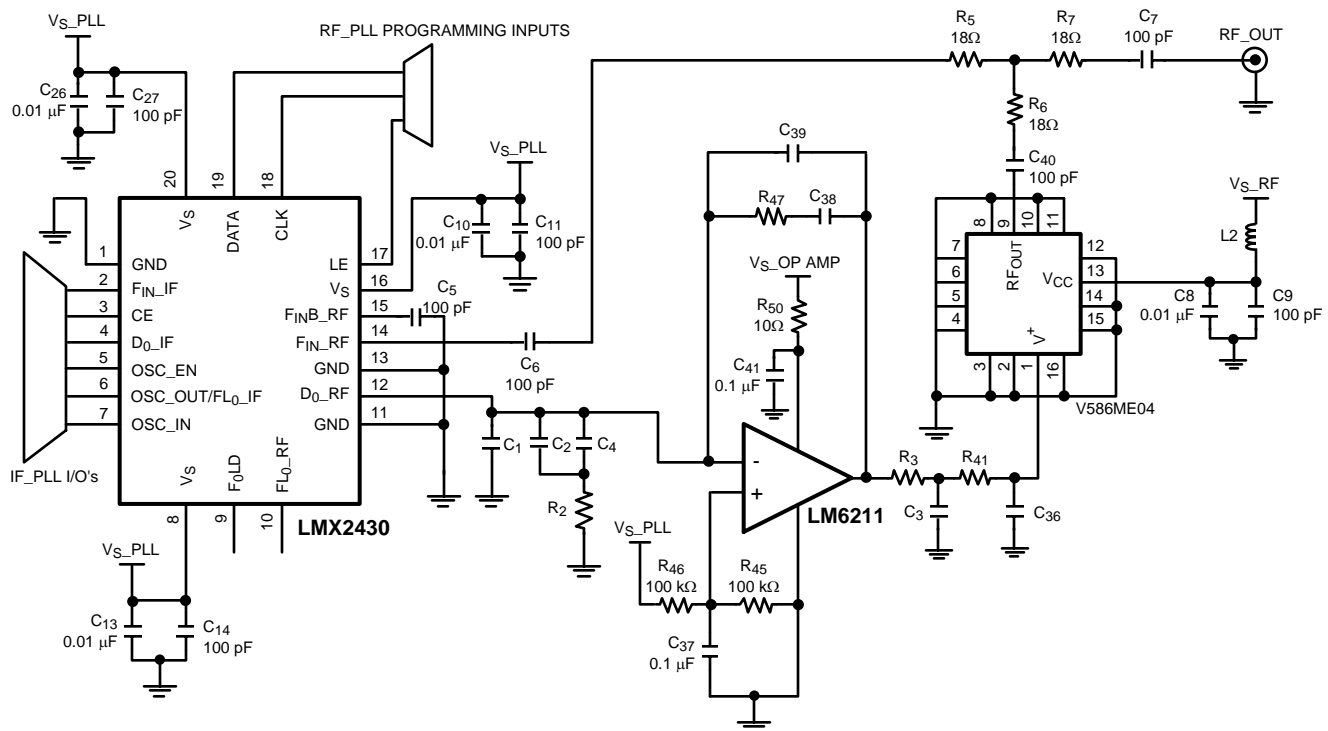 V_S_PLL
C26
0.01 µF
C27
100 pF
RF_PLL PROGRAMMING INPUTS
R5
18Ω
R7
18Ω
C7
100 pF
RF_OUT
R6
18Ω
C40
100 pF
C39
R47
C38
V_S_PLL
C10
0.01 µF
C11
100 pF
20
19
18
VS
DATA
CLK
1
GND
2
FIN_IF
3
CE
4
D0_IF
5
OSC_EN
6
OSC_OUT/FL0_IF
7
OSC_IN
IF_PLL I/O's
17
LE
16
VS
15
FINB_RF
14
FIN_RF
13
GND
12
D0_RF
11
GND
VS
F0LD
FL0_RF
8
9
10
LMX2430
C5
100 pF
C6
100 pF
C1
C2
C4
R2
V_S_PLL
C13
0.01 µF
C14
100 pF
VS_OP AMP
R50
10Ω
C41
0.1 µF
-
+
LM6211
VS_PLL
R46
100 kΩ
R45
100 kΩ
C37
0.1 µF
R3
R41
C3
C36
8
9
10
11
7
6
5
4
RFOUT
VCC
V+
12
13
14
15
3
2
1
16
V586ME04
VS_RF
L2
C8
0.01 µF
C9
100 pF